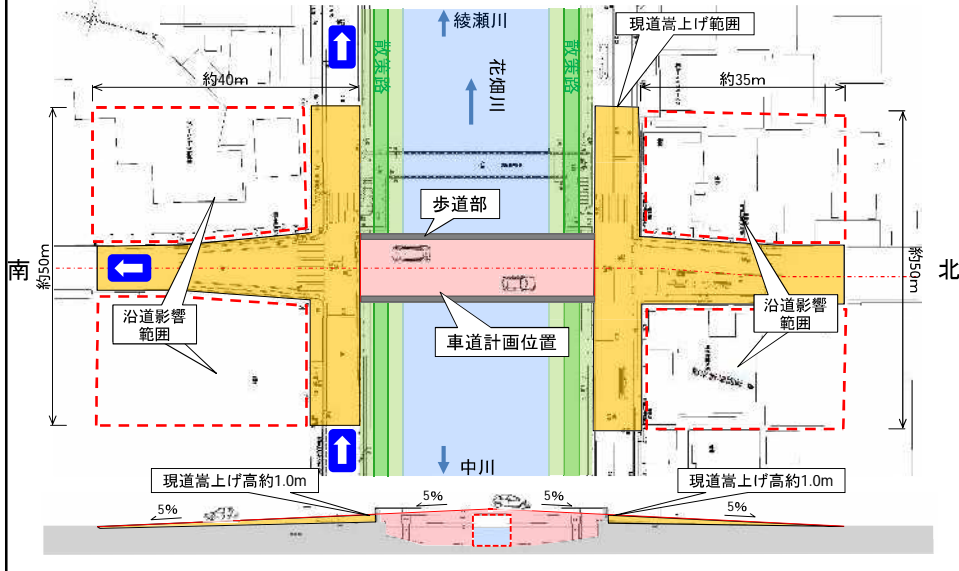 綾瀬川
現道嵩上げ範囲
散策路
花畑川
散策路
約40m
約35m
歩道部
南
約50m
北
約50m
沿道影響
範囲
沿道影響
範囲
車道計画位置
中川
現道嵩上げ高約1.0m
現道嵩上げ高約1.0m
5%
5%
5%
5%